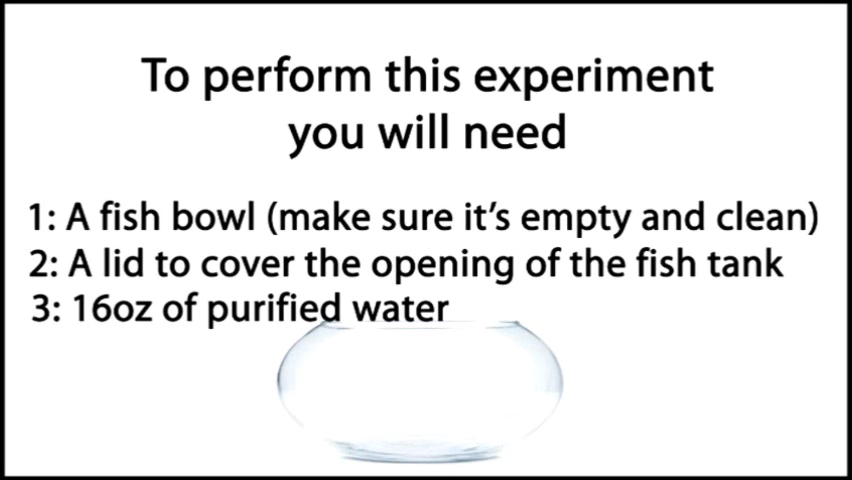 To perform this experiment
you will need
1: A fish bowl (make sure it's empty and clean)
2: A lid to cover the opening of the fish tank
3: 16oz of purified water